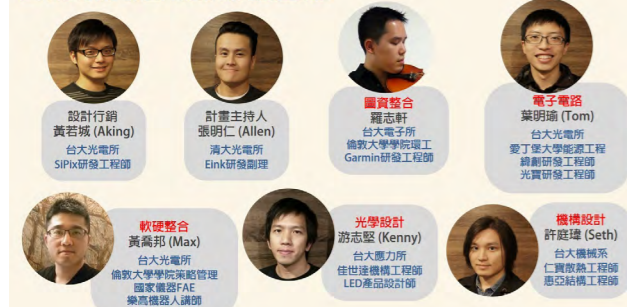 設計行銷
黃若城 (Aking)
台大光電所
SiPix研發工程師
計畫主持人
張明仁 (Allen)
清大光電所
Eink研發副理
圖資整合
羅志軒
台大電子所
倫敦大學學院環工
Garmin研發工程師
電子電路
葉明瑜 (Tom)
台大光電所
愛丁堡大學能源工程
緯創研發工程師
光寶研發工程師
軟硬整合
黃喬邦 (Max)
台大光電所
倫敦大學學院策略管理
國家儀器FAE
樂高機器人講師
光學設計
游志堅 (Kenny)
台大應力所
佳世達機構工程師
LED產品設計師
機構設計
許庭瑋 (Seth)
台大機械系
仁寶散熱工程師
惠亞結構工程師